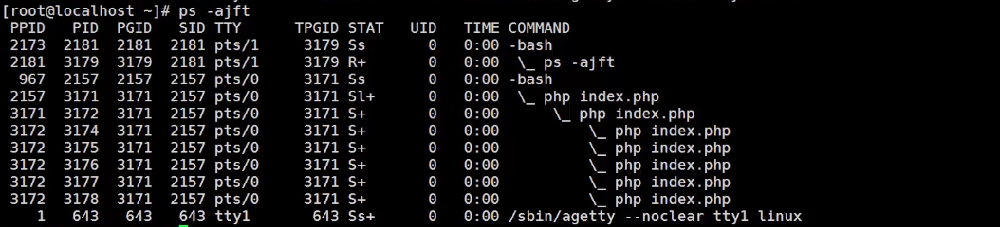 [root@localhost ~]# ps -ajft
 PPID   PID  PGID   SID TTY      TPGID STAT   UID   TIME COMMAND
 2173  2181  2181  2181 pts/1     3179 Ss       0   0:00 -bash
 2181  3179  3179  2181 pts/1     3179 R+       0   0:00  \_ ps -ajft
  967  2157  2157  2157 pts/0     3171 Ss       0   0:00 -bash
 2157  3171  3171  2157 pts/0     3171 Sl+      0   0:00  \_ php index.php
 3171  3172  3171  2157 pts/0     3171 S+       0   0:00      \_ php index.php
 3172  3174  3171  2157 pts/0     3171 S+       0   0:00          \_ php index.php
 3172  3175  3171  2157 pts/0     3171 S+       0   0:00          \_ php index.php
 3172  3176  3171  2157 pts/0     3171 S+       0   0:00          \_ php index.php
 3172  3177  3171  2157 pts/0     3171 S+       0   0:00          \_ php index.php
 3172  3178  3171  2157 pts/0     3171 S+       0   0:00          \_ php index.php
    1   643   643   643 tty1       643 Ss+      0   0:00 /sbin/agetty --noclear tty1 linux